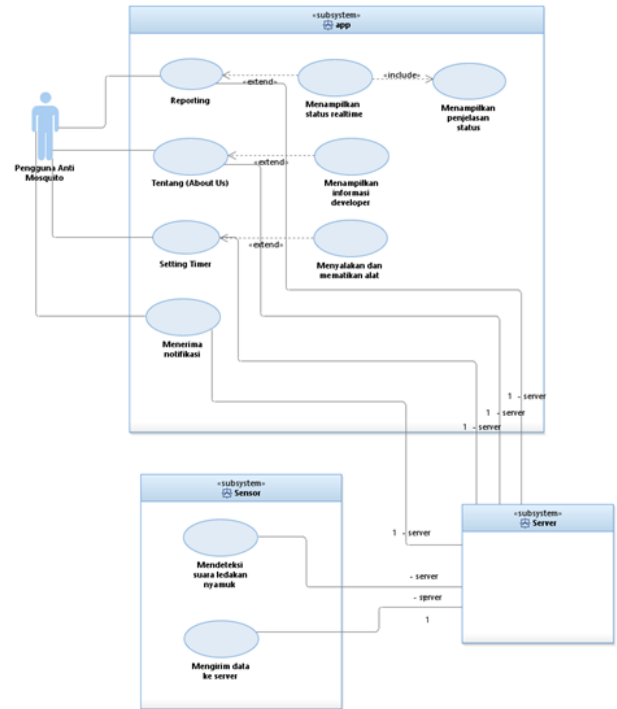 «subsystem»
app
Reporting
«extend»
Menampilkan
status realtime
«include»
Menampilkan
penjelasan
status
Pengguna Anti
Mosquito
Tentang (About Us)
«extend»
Menampilkan
informasi
developer
Setting Timer
«extend»
Menyalakan dan
mematikan alat
Menerima
notifikasi
1 - server
1 - server
1 - server
«subsystem»
Sensor
«subsystem»
Server
1 - server
Mendeteksi
suara ledakan
nyamuk
- server
- server
1
Mengirim data
ke server